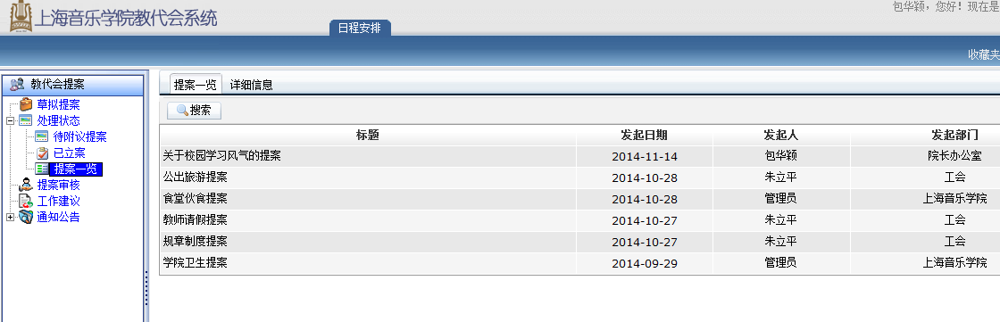 上海音乐学院教代会系统
包华颖，您好！现在是
日程安排
收藏夹
教代会提案
草拟提案
处理状态
待附议提案
已立案
提案一览
提案审核
工作建议
通知公告
提案一览 详细信息
搜索
标题 发起日期 发起人 发起部门
关于校园学习风气的提案 2014-11-14 包华颖 院长办公室
公出旅游提案 2014-10-28 朱立平 工会
食堂伙食提案 2014-10-28 管理员 上海音乐学院
教师请假提案 2014-10-27 朱立平 工会
规章制度提案 2014-10-27 朱立平 工会
学院卫生提案 2014-09-29 管理员 上海音乐学院